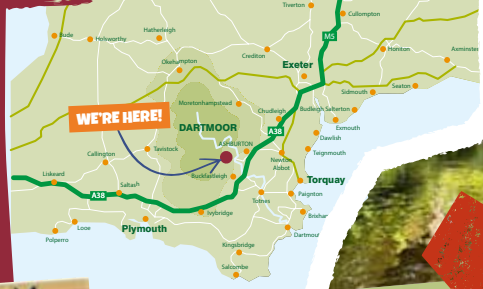 Tiverton
Cullompton
Bude
Holsworthy
Hatherleigh
M5
Honiton
Axminster
Crediton
Okehampton
Exeter
Sidmouth
Seaton
WE'RE HERE!
Moretonhampstead
Chudleigh
Budleigh Salterton
Exmouth
DARTMOOR
A38
Dawlish
ASHBURTON
Teignmouth
Callington
Tavistock
Newton
Abbot
Liskeard
Buckfastleigh
Torquay
Saltash
A38
Totnes
Paignton
Looe
Ivybridge
Brixham
Polperro
Plymouth
Dartmou
Kingsbridge
Salcombe